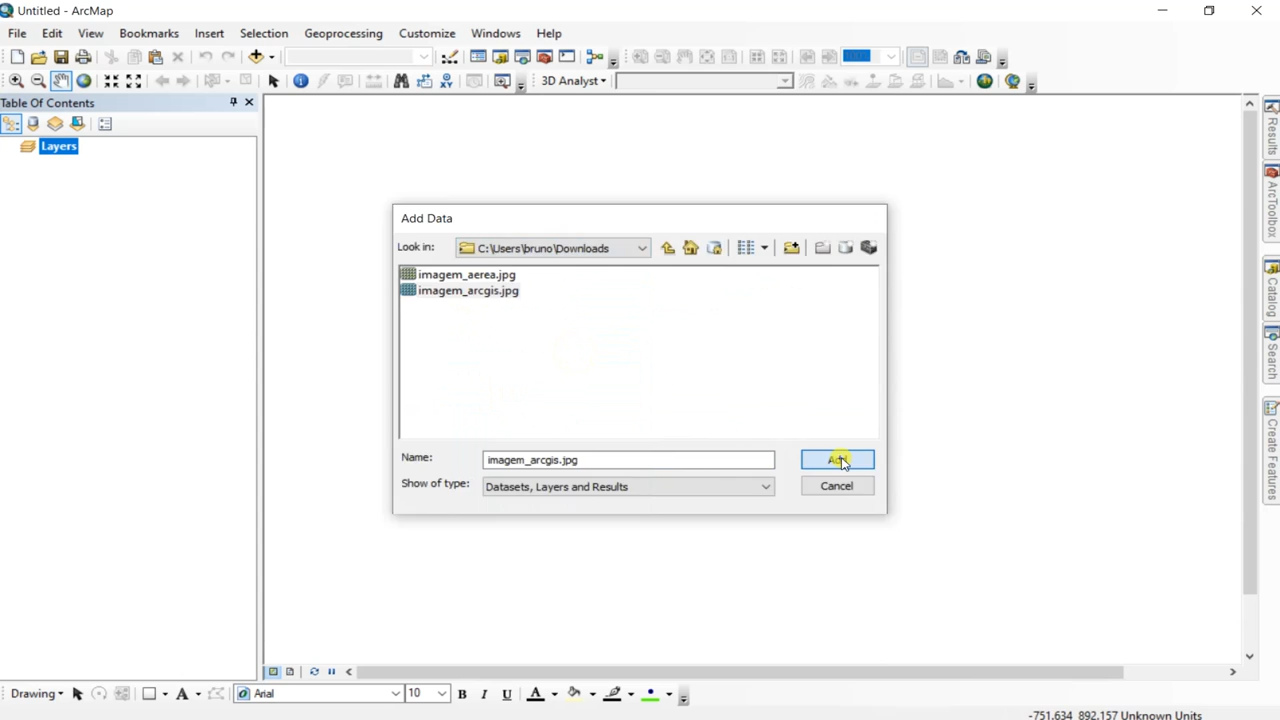 Untitled - ArcMap
File Edit View Bookmarks Insert Selection Geoprocessing Customize Windows Help
3D Analyst
Table Of Contents
Layers
Add Data
Look in: C:\Users\bruno\Downloads
imagem_aerea.jpg
imagem_arcgis.jpg
Name: imagem_arcgis.jpg
Add
Show of type: Datasets, Layers and Results
Cancel
Results
ArcToolbox
Catalog
Search
Create Features
Drawing A Arial 10 B I U A
-751,634 892,157 Unknown Units